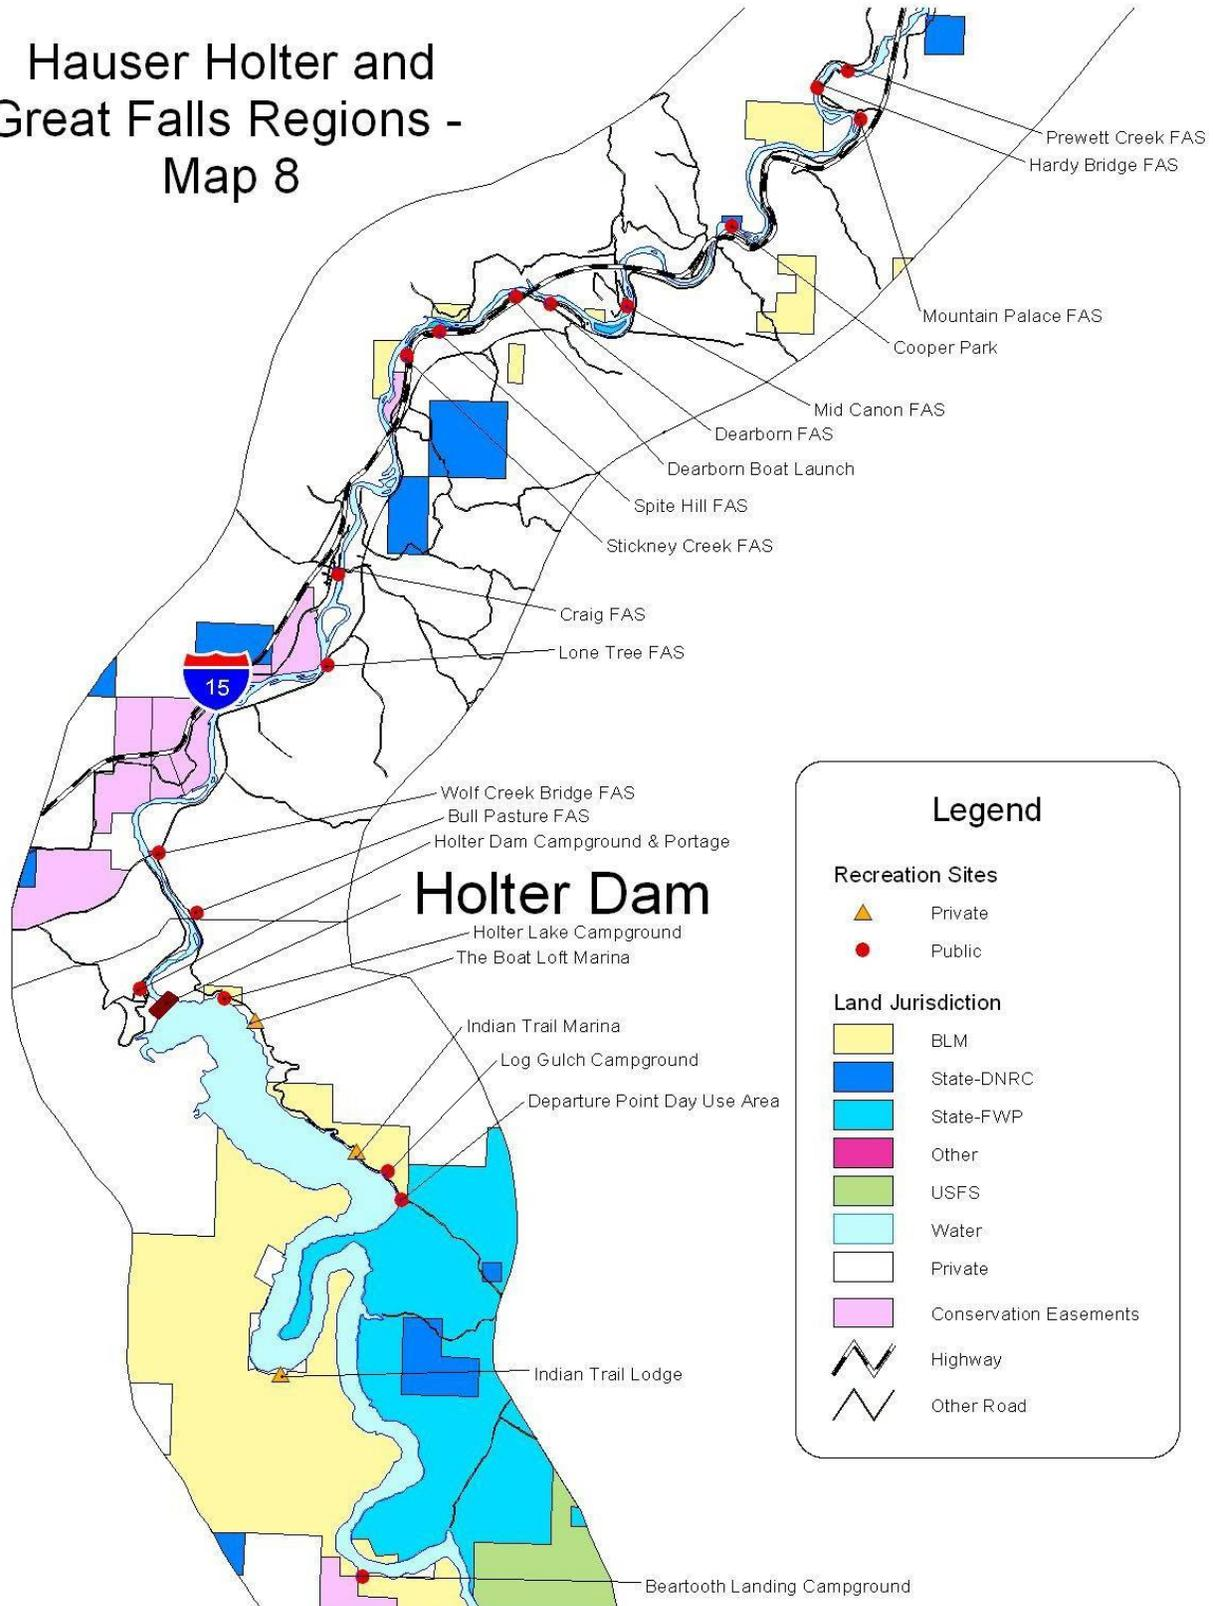 Hauser Holter and
Great Falls Regions -
Map 8
Prewett Creek FAS
Hardy Bridge FAS
Mountain Palace FAS
Cooper Park
Mid Canon FAS
Dearborn FAS
Dearborn Boat Launch
Spite Hill FAS
Stickney Creek FAS
Craig FAS
Lone Tree FAS
15
Wolf Creek Bridge FAS
Bull Pasture FAS
Holter Dam Campground & Portage
Holter Dam
Holter Lake Campground
The Boat Loft Marina
Indian Trail Marina
Log Gulch Campground
Departure Point Day Use Area
Indian Trail Lodge
Beartooth Landing Campground
Legend
Recreation Sites
Private
Public
Land Jurisdiction
BLM
State-DNRC
State-FWP
Other
USFS
Water
Private
Conservation Easements
Highway
Other Road